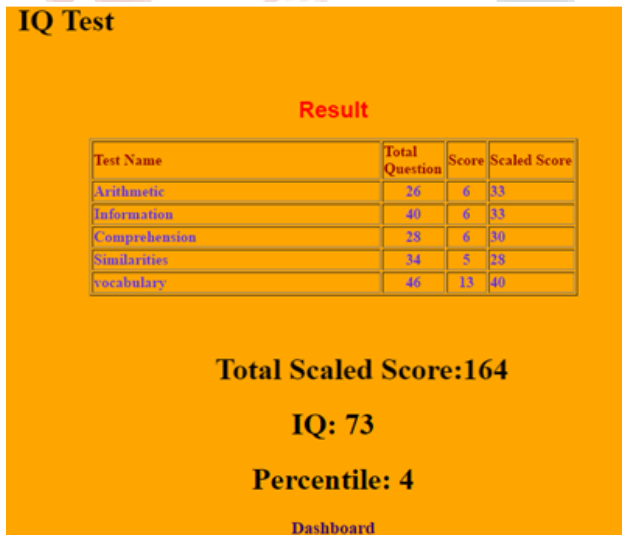 IQ Test
Result
Test Name Total Question Score Scaled Score
Arithmetic 26 6 33
Information 40 6 33
Comprehension 28 6 30
Similarities 34 5 28
vocabulary 46 13 40
Total Scaled Score:164
IQ: 73
Percentile: 4
Dashboard